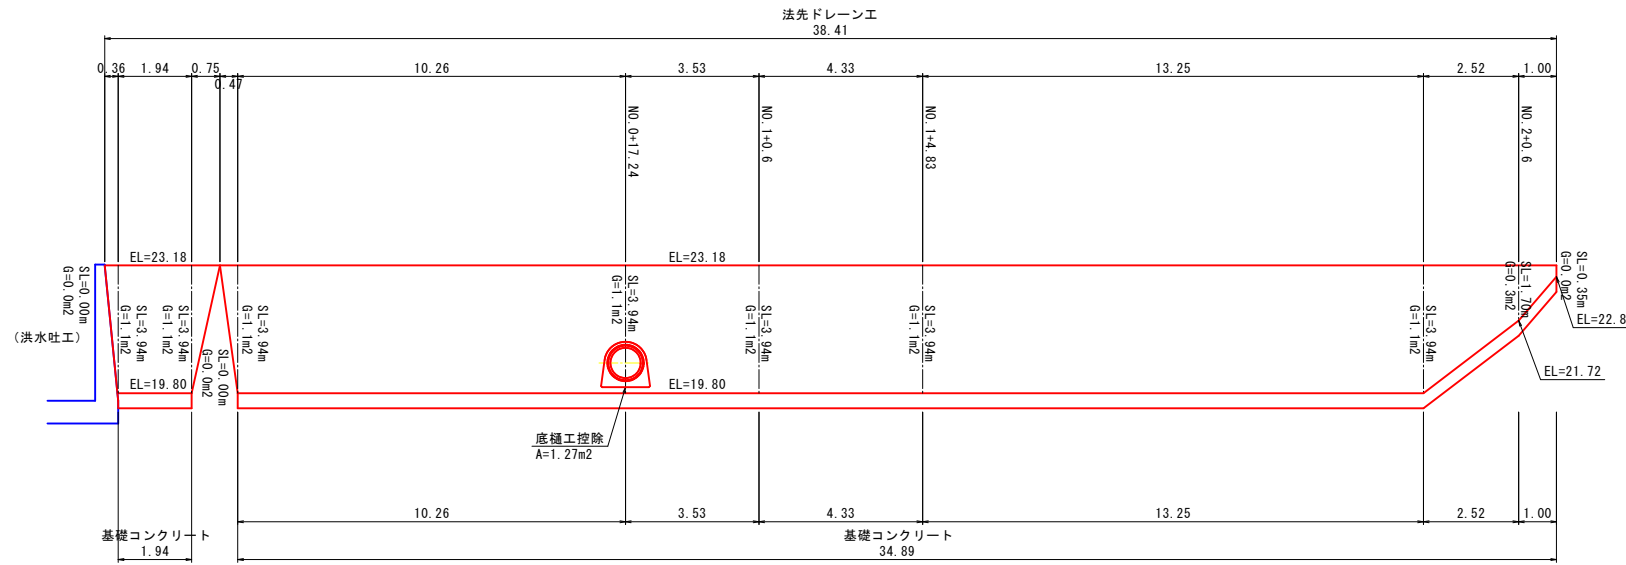 法先ドレーン工
38.41
0.36
1.94
0.75
0.47
10.26
3.53
4.33
13.25
2.52
1.00
NO.0+17.24
NO.1+0.6
NO.1+4.83
NO.2+0.6
EL=23.18
EL=23.18
SL=0.00m
G=0.0m2
(洪水吐工)
SL=3.94m
G=1.1m2
SL=3.94m
G=1.1m2
SL=0.00m
G=0.0m2
SL=3.94m
G=1.1m2
SL=3.94m
G=1.1m2
SL=3.94m
G=1.1m2
SL=3.94m
G=1.1m2
SL=3.94m
G=1.1m2
SL=1.70m
G=0.3m2
SL=0.35m
G=0.0m2
EL=22.8
EL=21.72
EL=19.80
EL=19.80
底樋工控除
A=1.27m2
10.26
3.53
4.33
13.25
2.52
1.00
基礎コンクリート
1.94
基礎コンクリート
34.89